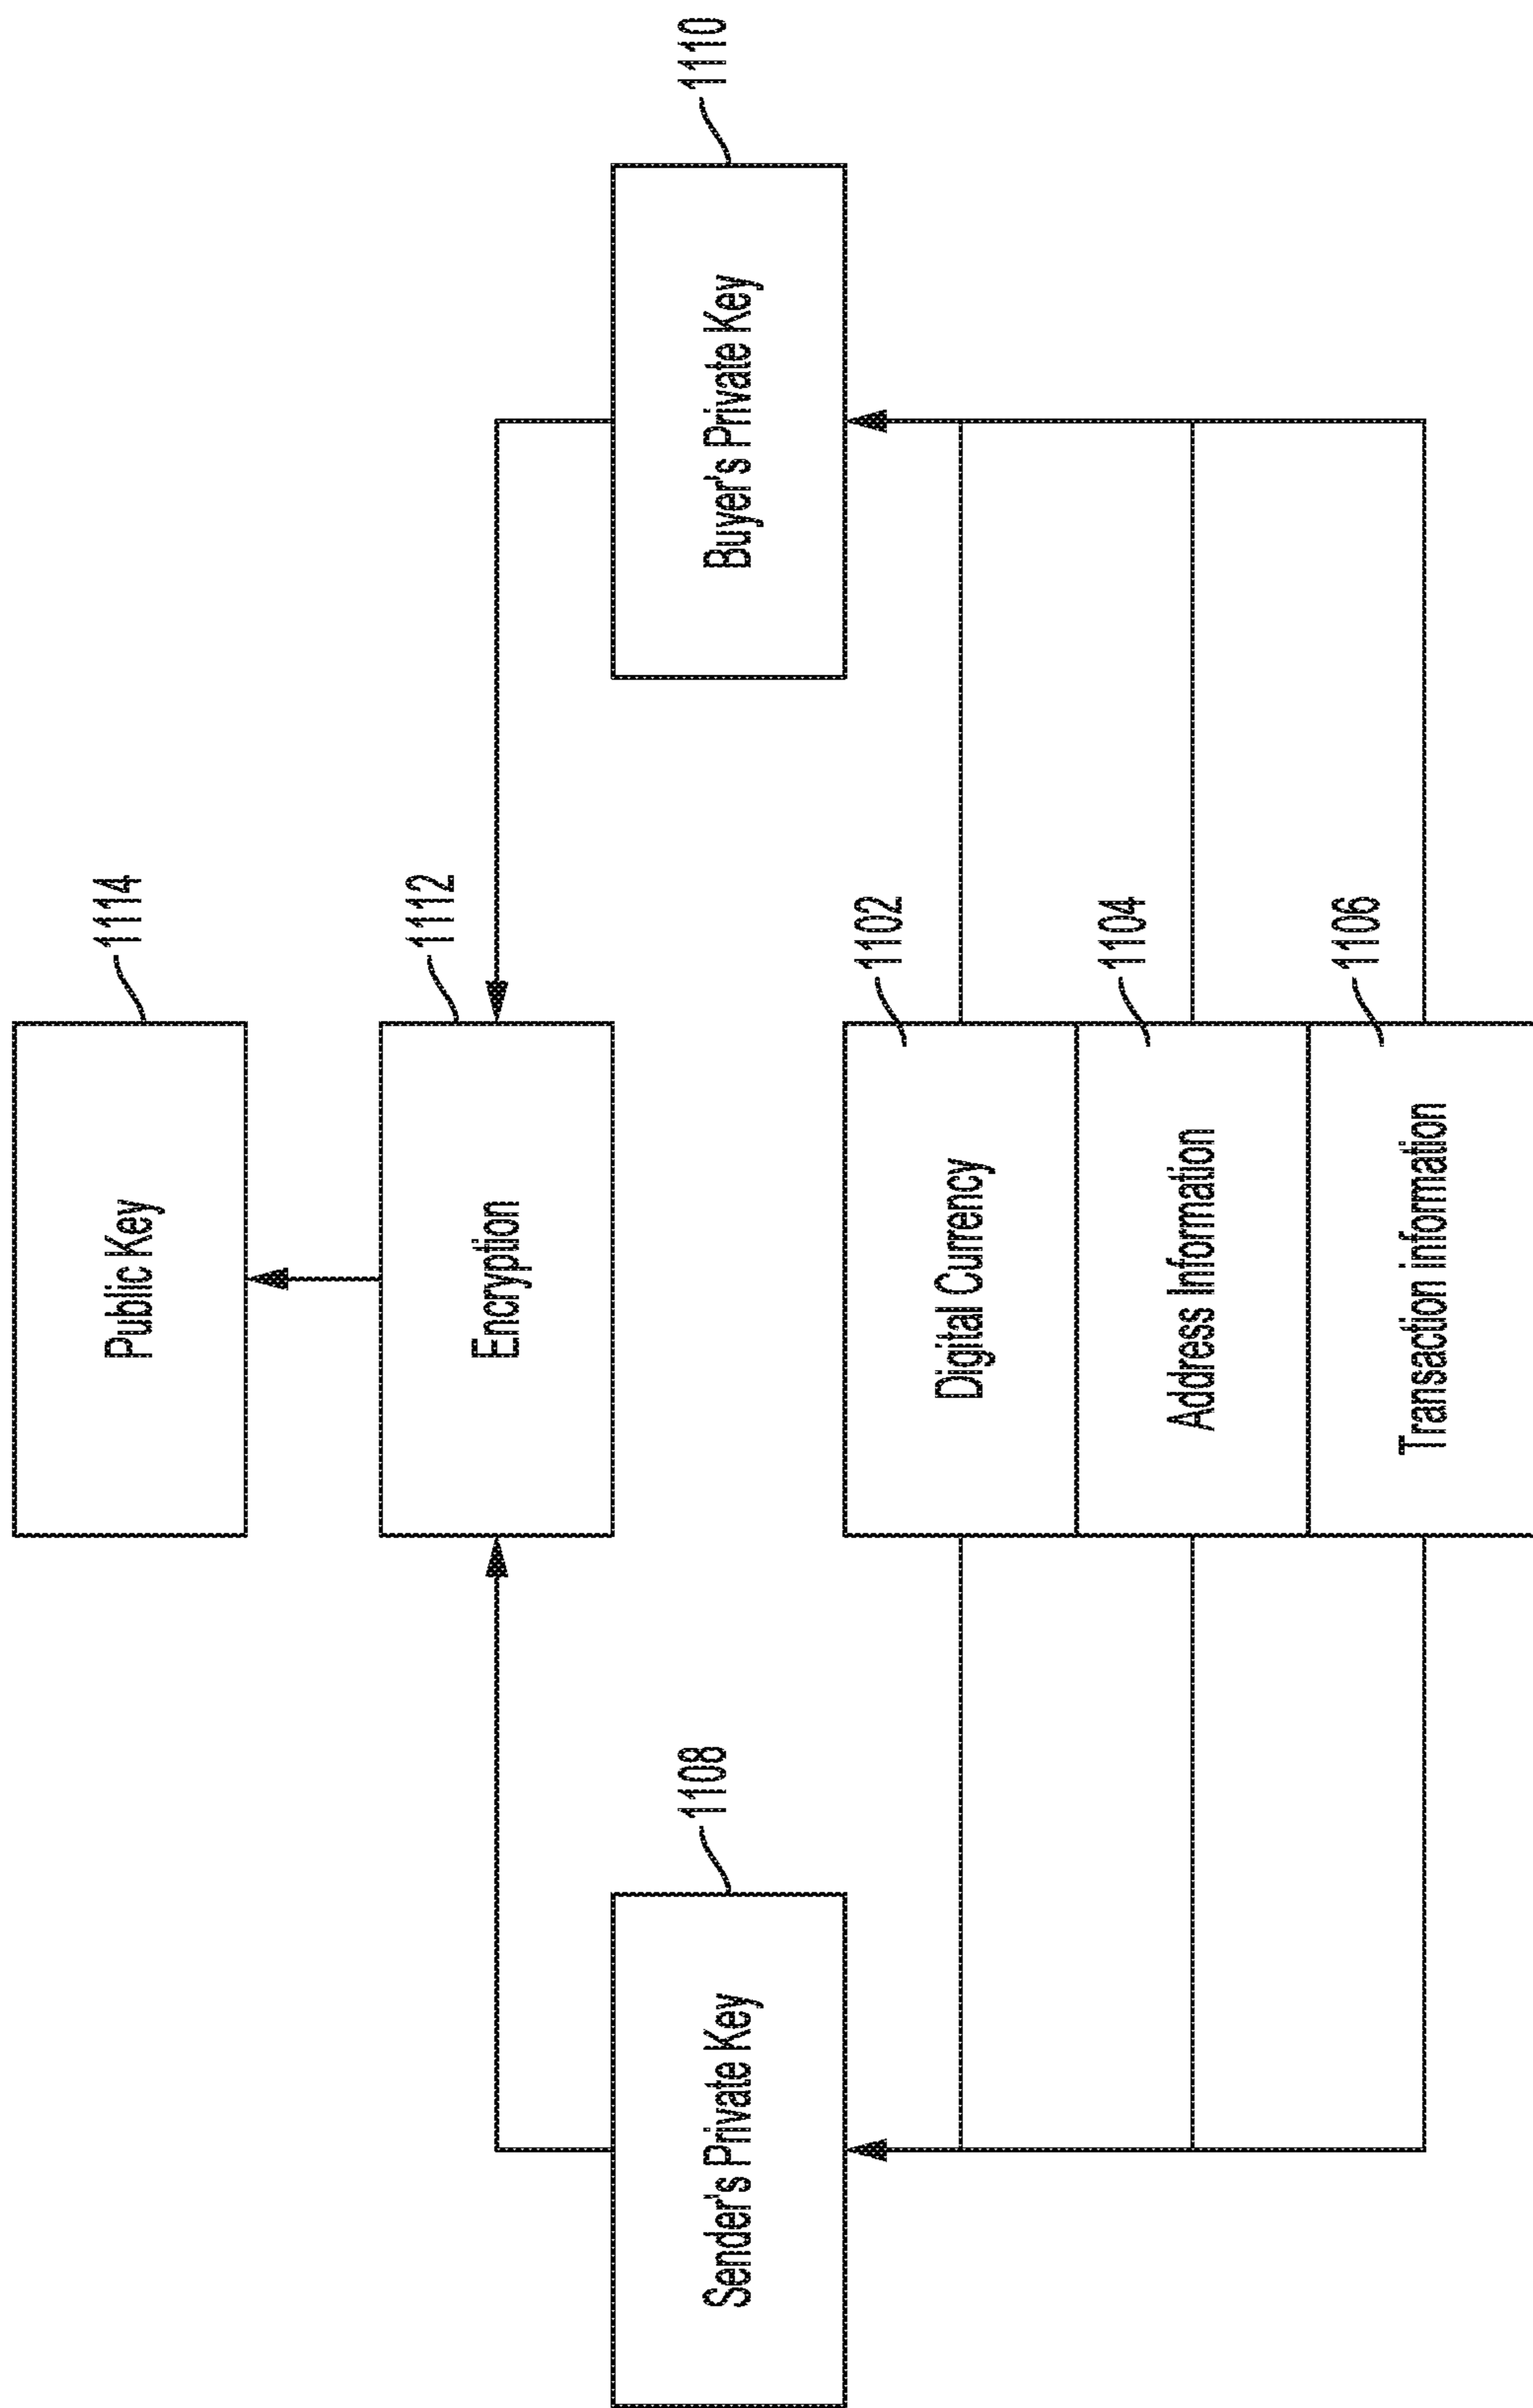 1114
Public Key
1112
Encryption
1108
Sender's Private Key
1110
Buyer's Private Key
1102
Digital Currency
1104
Address Information
1106
Transaction information